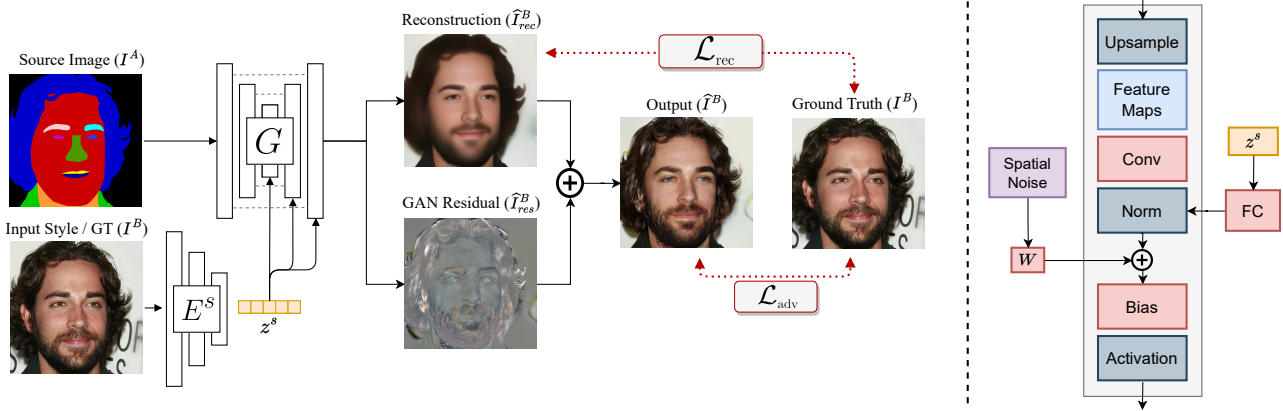 Source Image (I^A)
G
Input Style / GT (I^B)
E^s
z^s
Reconstruction (Î^B_rec)
GAN Residual (Î^B_res)
L_rec
Output (Î^B)
Ground Truth (I^B)
L_adv
Upsample
Feature
Maps
Conv
Norm
Bias
Activation
Spatial
Noise
W
z^s
FC